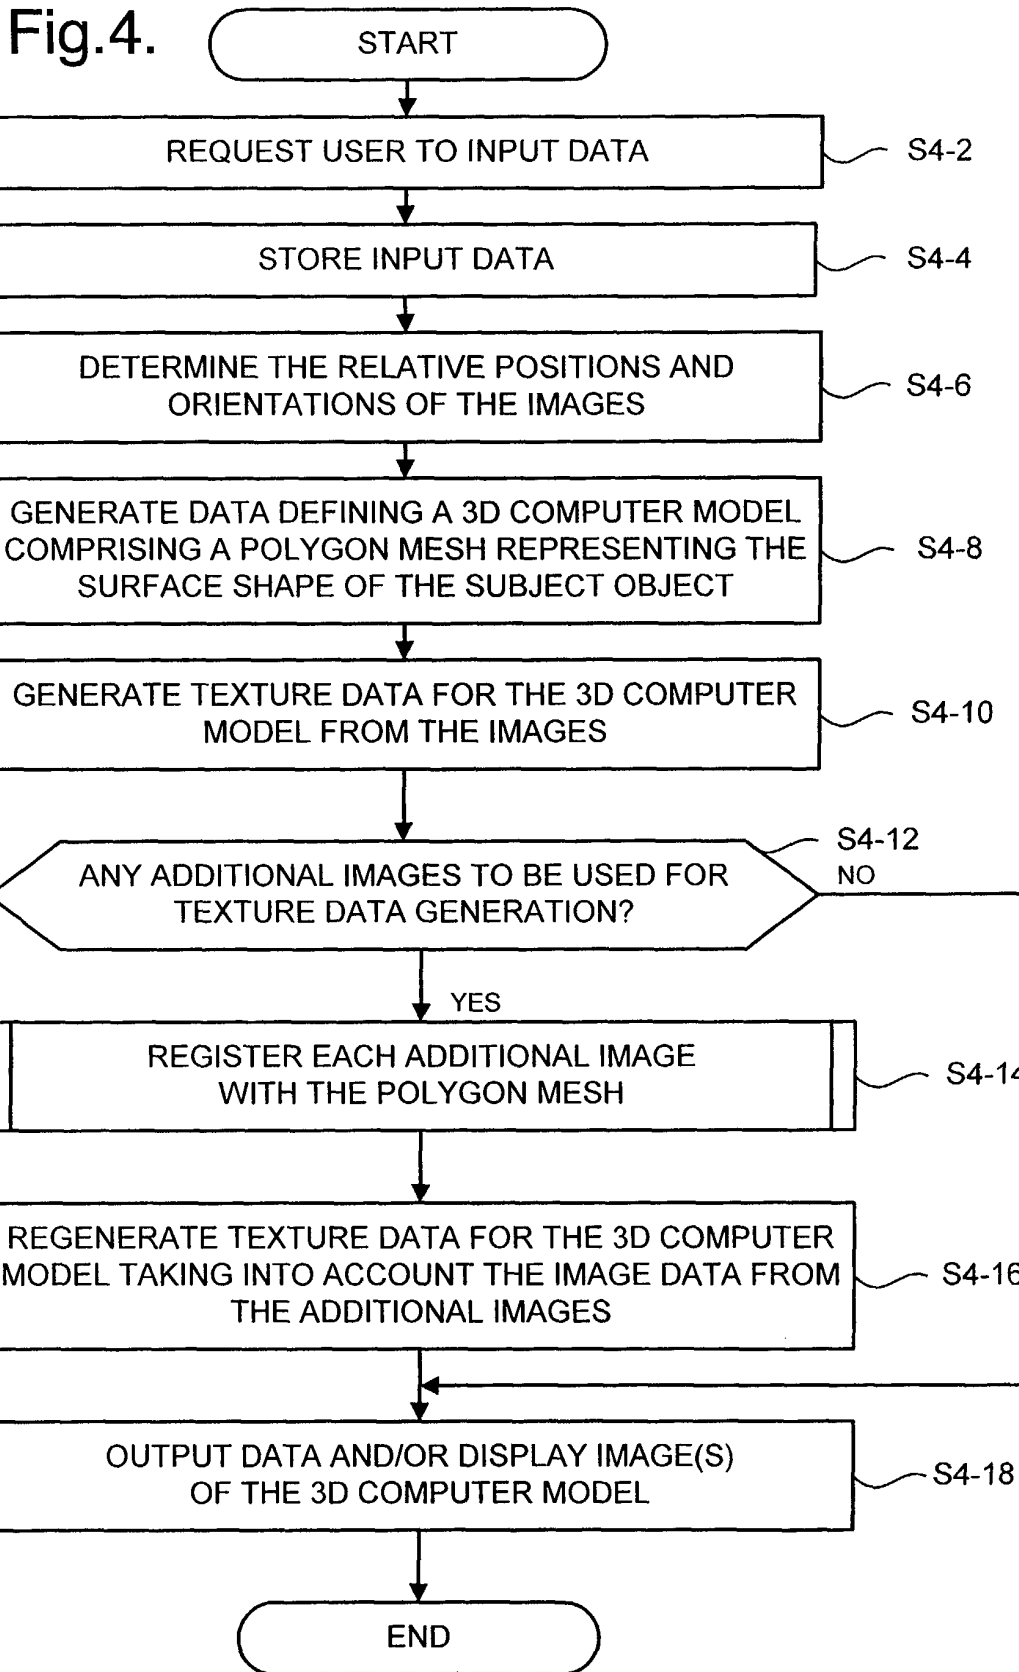 Fig.4.
START
REQUEST USER TO INPUT DATA
S4-2
STORE INPUT DATA
S4-4
DETERMINE THE RELATIVE POSITIONS AND
ORIENTATIONS OF THE IMAGES
S4-6
GENERATE DATA DEFINING A 3D COMPUTER MODEL
COMPRISING A POLYGON MESH REPRESENTING THE
SURFACE SHAPE OF THE SUBJECT OBJECT
S4-8
GENERATE TEXTURE DATA FOR THE 3D COMPUTER
MODEL FROM THE IMAGES
S4-10
ANY ADDITIONAL IMAGES TO BE USED FOR
TEXTURE DATA GENERATION?
S4-12
NO
YES
REGISTER EACH ADDITIONAL IMAGE
WITH THE POLYGON MESH
S4-14
REGENERATE TEXTURE DATA FOR THE 3D COMPUTER
MODEL TAKING INTO ACCOUNT THE IMAGE DATA FROM
THE ADDITIONAL IMAGES
S4-16
OUTPUT DATA AND/OR DISPLAY IMAGE(S)
OF THE 3D COMPUTER MODEL
S4-18
END